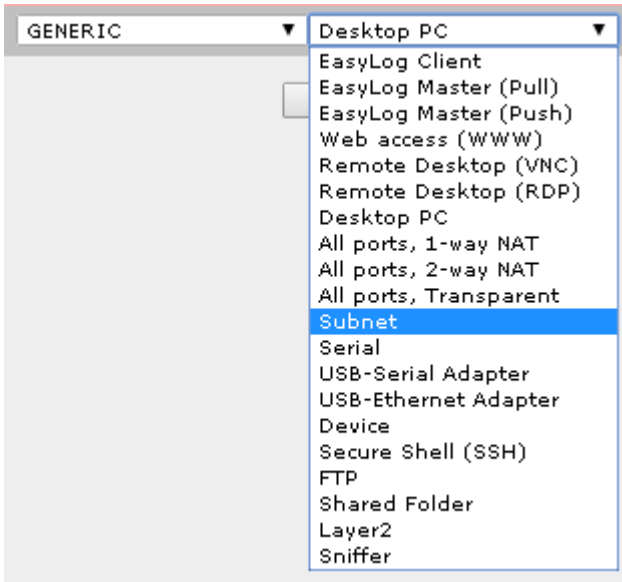 GENERIC
Desktop PC
EasyLog Client
EasyLog Master (Pull)
EasyLog Master (Push)
Web access (WWW)
Remote Desktop (VNC)
Remote Desktop (RDP)
Desktop PC
All ports, 1-way NAT
All ports, 2-way NAT
All ports, Transparent
Subnet
Serial
USB-Serial Adapter
USB-Ethernet Adapter
Device
Secure Shell (SSH)
FTP
Shared Folder
Layer2
Sniffer